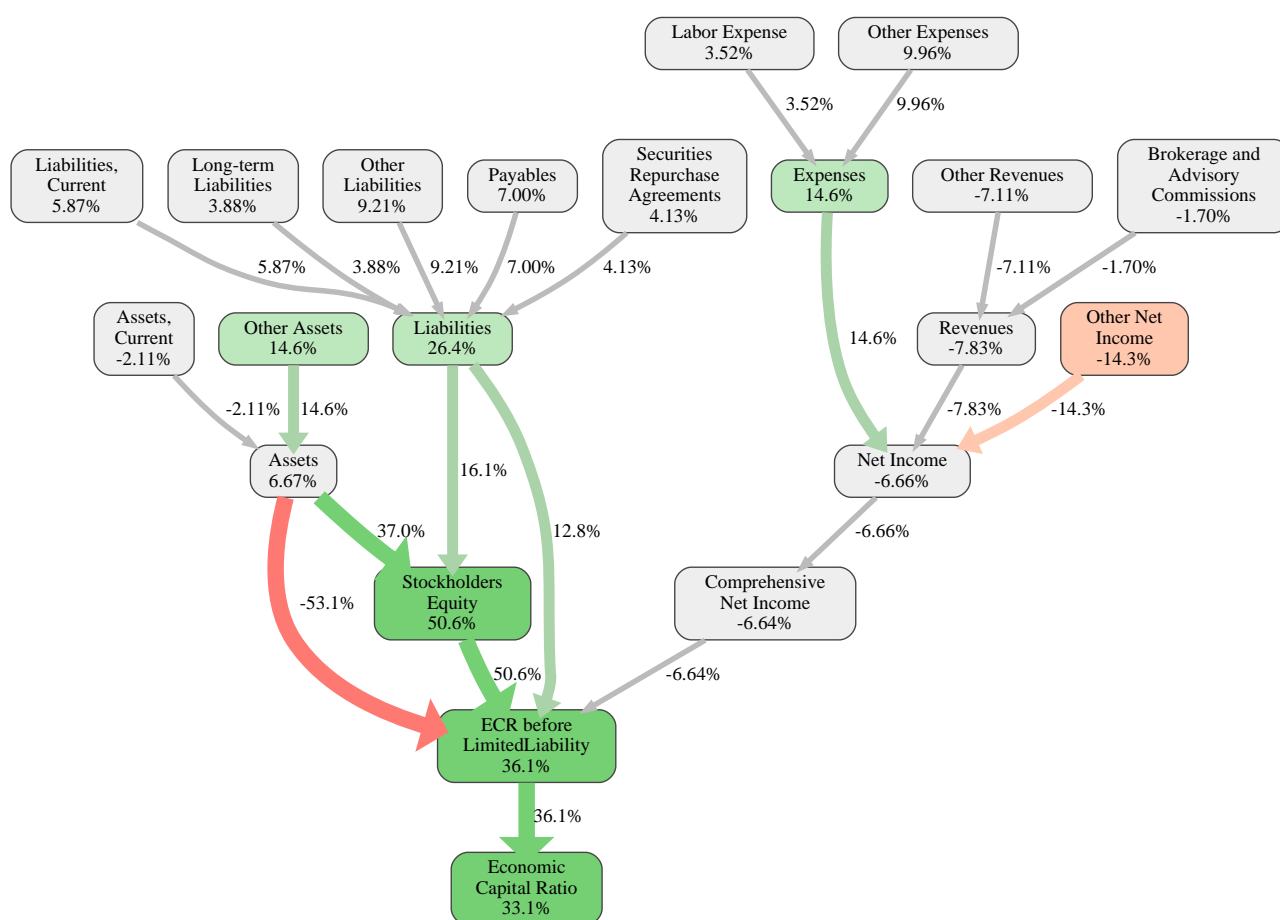 Labor Expense
3.52%
Other Expenses
9.96%
3.52%
9.96%
Liabilities,
Current
5.87%
Long-term
Liabilities
3.88%
Other
Liabilities
9.21%
Payables
7.00%
Securities
Repurchase
Agreements
4.13%
Expenses
14.6%
Other Revenues
-7.11%
Brokerage and
Advisory
Commissions
-1.70%
5.87%
3.88%
9.21%
7.00%
4.13%
-7.11%
-1.70%
Assets,
Current
-2.11%
Other Assets
14.6%
Liabilities
26.4%
14.6%
Revenues
-7.83%
Other Net
Income
-14.3%
-2.11%
14.6%
-7.83%
-14.3%
Assets
6.67%
16.1%
Net Income
-6.66%
37.0%
12.8%
-6.66%
-53.1%
Stockholders
Equity
50.6%
Comprehensive
Net Income
-6.64%
50.6%
-6.64%
ECR before
LimitedLiability
36.1%
36.1%
Economic
Capital Ratio
33.1%